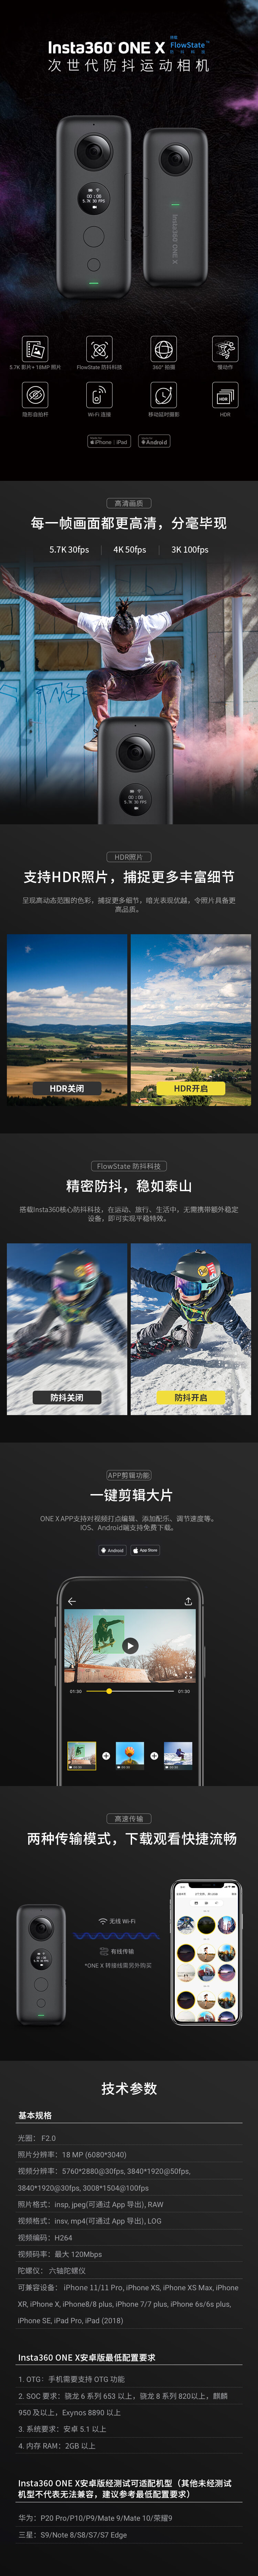 Insta360™ ONE X 搭载 FlowState™ 防抖科技
次世代防抖运动相机
00:08
5.7K 30 FPS
Insta360 ONE X
5.7K 影片+ 18MP 照片
FlowState 防抖科技
360° 拍摄
慢动作
隐形自拍杆
Wi-Fi 连接
移动延时摄影
HDR
iPhone | iPad
Android
高清画质
每一帧画面都更高清，分毫毕现
5.7K 30fps
4K 50fps
3K 100fps
00:08
5.7K 30 FPS
HDR照片
支持HDR照片，捕捉更多丰富细节
呈现高动态范围的色彩，捕捉更多细节，暗光表现优越，令照片具备更
高品质。
HDR关闭
HDR开启
FlowState 防抖科技
精密防抖，稳如泰山
搭载Insta360核心防抖科技，在运动、旅行、生活中，无需携带额外稳定
设备，即可实现平稳特效。
防抖关闭
防抖开启
APP剪辑功能
一键剪辑大片
ONE X APP支持对视频打点编辑、添加配乐、调节速度等。
IOS、Android端支持免费下载。
Android
App Store
01:30
01:30
高速传输
两种传输模式，下载观看快捷流畅
无线 Wi-Fi
有线传输
*ONE X 转接线需另外购买
技术参数
基本规格
光圈： F2.0
照片分辨率：18 MP (6080*3040)
视频分辨率：5760*2880@30fps, 3840*1920@50fps,
3840*1920@30fps, 3008*1504@100fps
照片格式：insp, jpeg(可通过 App 导出), RAW
视频格式：insv, mp4(可通过 App 导出), LOG
视频编码：H264
视频码率：最大 120Mbps
陀螺仪： 六轴陀螺仪
可兼容设备： iPhone 11/11 Pro, iPhone XS, iPhone XS Max, iPhone
XR, iPhone X, iPhone8/8 plus, iPhone 7/7 plus, iPhone 6s/6s plus,
iPhone SE, iPad Pro, iPad (2018)
Insta360 ONE X安卓版最低配置要求
1. OTG：手机需要支持 OTG 功能
2. SOC 要求：骁龙 6 系列 653 以上，骁龙 8 系列 820以上，麒麟
950 及以上，Exynos 8890 以上
3. 系统要求：安卓 5.1 以上
4. 内存 RAM：2GB 以上
Insta360 ONE X安卓版经测试可适配机型（其他未经测试
机型不代表无法兼容，建议参考最低配置要求）
华为：P20 Pro/P10/P9/Mate 9/Mate 10/荣耀9
三星：S9/Note 8/S8/S7/S7 Edge